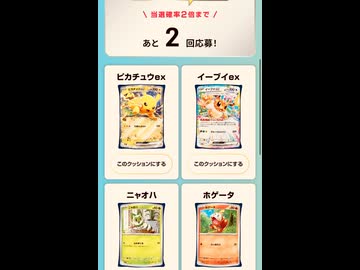 \ 当選確率2倍まで /
あと 2 回応募!
ピカチュウex
イーブイex
このクッションにする
このクッションにする
ニャオハ
ホゲータ